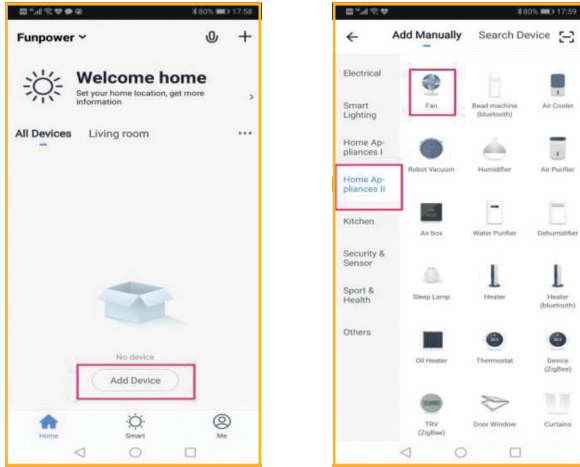 80% 17:58
Funpower
Welcome home
Set your home location, get more
information
All Devices Living room
No device
Add Device
Home Smart Me
80% 17:59
Add Manually Search Device
Electrical
Smart
Lighting
Home Ap-
pliances I
Home Ap-
pliances II
Kitchen
Security &
Sensor
Sport &
Health
Others
Fan Bead machine Air Cooler
(bluetooth)
Robot Vacuum Humidifier Air Purifier
Air box Water Purifier Dehumidifier
Sleep Lamp Heater Heater
(bluetooth)
Oil Heater Thermostat Device
(ZigBee)
TRV Door Window Curtains
(ZigBee)